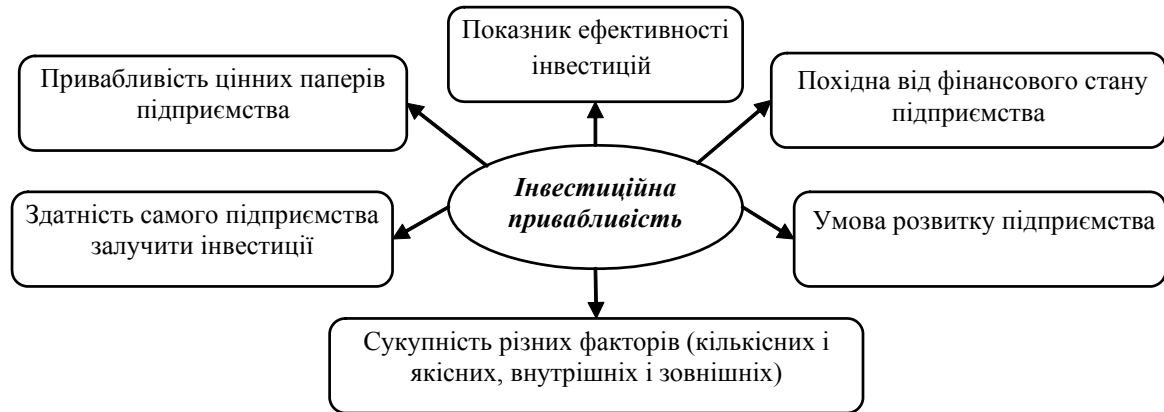 Показник ефективності
інвестицій
Привабливість цінних паперів
підприємства
Похідна від фінансового стану
підприємства
Інвестиційна
привабливість
Здатність самого підприємства
залучити інвестиції
Умова розвитку підприємства
Сукупність різних факторів (кількісних і
якісних, внутрішніх і зовнішніх)